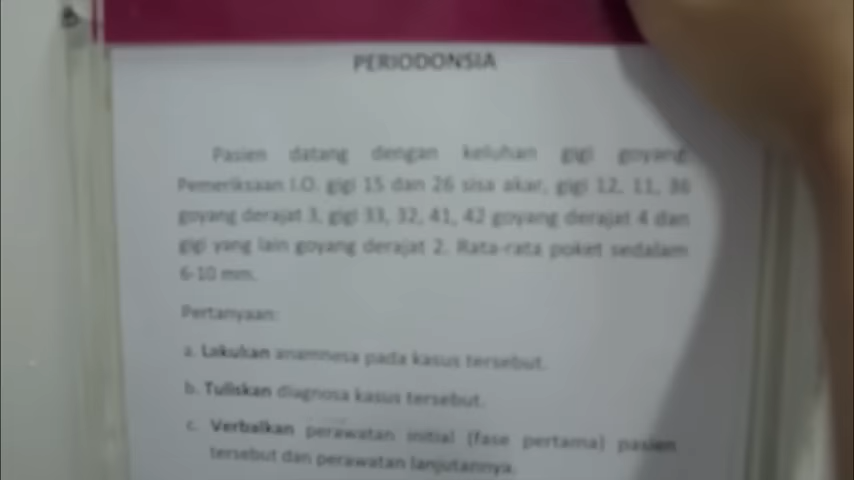 PERIODONSIA
Pasien datang dengan keluhan gigi goyang.
Pemeriksaan I.O. gigi 15 dan 26 sisa akar, gigi 12, 11, 36
goyang derajat 3, gigi 33, 32, 41, 42 goyang derajat 4 dan
gigi yang lain goyang derajat 2. Rata-rata poket sedalam
6-10 mm.
Pertanyaan:
a. Lakukan anamnesa pada kasus tersebut.
b. Tuliskan diagnosa kasus tersebut.
c. Verbalkan perawatan initial (fase pertama) pasien
tersebut dan perawatan lanjutannya.